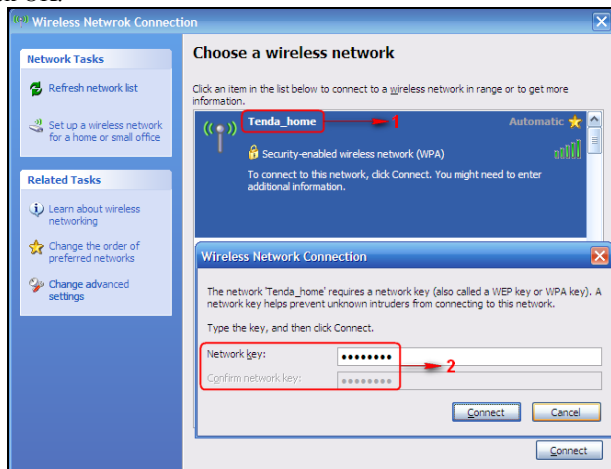 Wireless Netwrok Connection
Network Tasks
Refresh network list
Set up a wireless network
for a home or small office
Related Tasks
Learn about wireless
networking
Change the order of
preferred networks
Change advanced
settings
Choose a wireless network
Click an item in the list below to connect to a wireless network in range or to get more
information.
Tenda_home
1
Automatic
Security-enabled wireless network (WPA)
To connect to this network, click Connect. You might need to enter
additional information.
Wireless Network Connection
The network 'Tenda_home' requires a network key (also called a WEP key or WPA key). A
network key helps prevent unknown intruders from connecting to this network.
Type the key, and then click Connect.
Network key:
••••••••
2
Confirm network key:
••••••••
Connect
Cancel
Connect